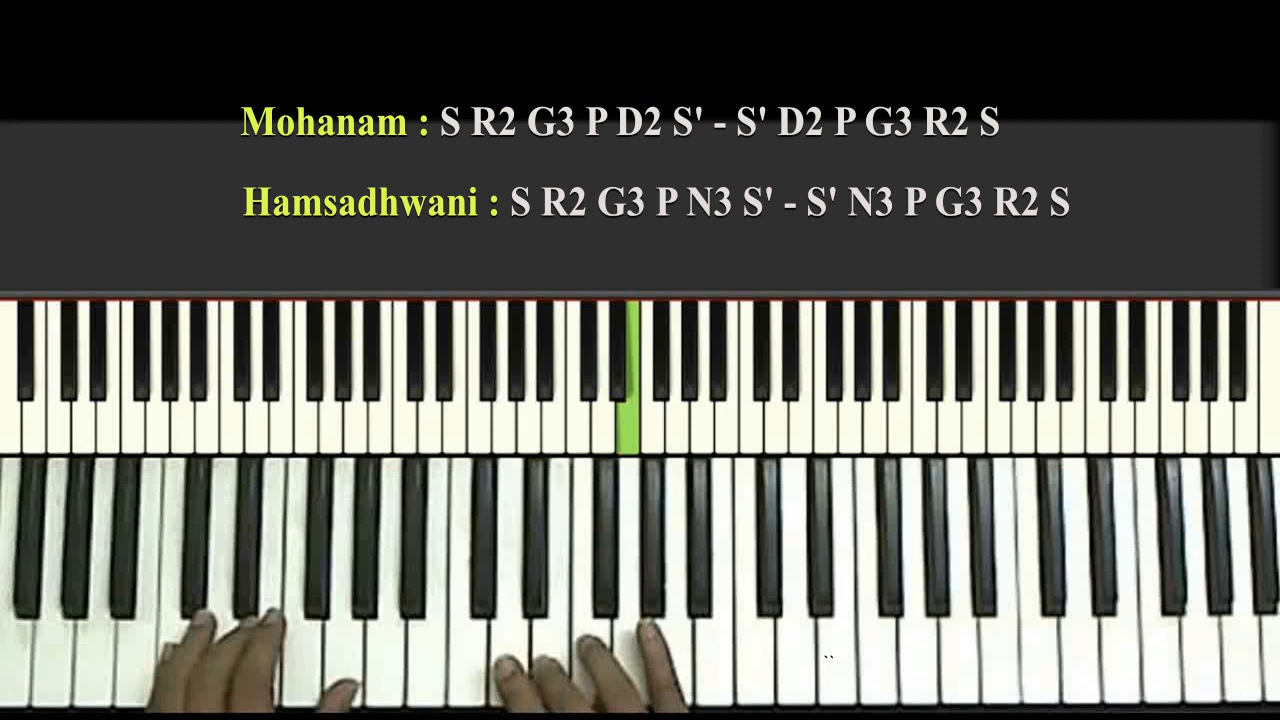 Mohanam : S R2 G3 P D2 S' - S' D2 P G3 R2 S
Hamsadhwani : S R2 G3 P N3 S' - S' N3 P G3 R2 S